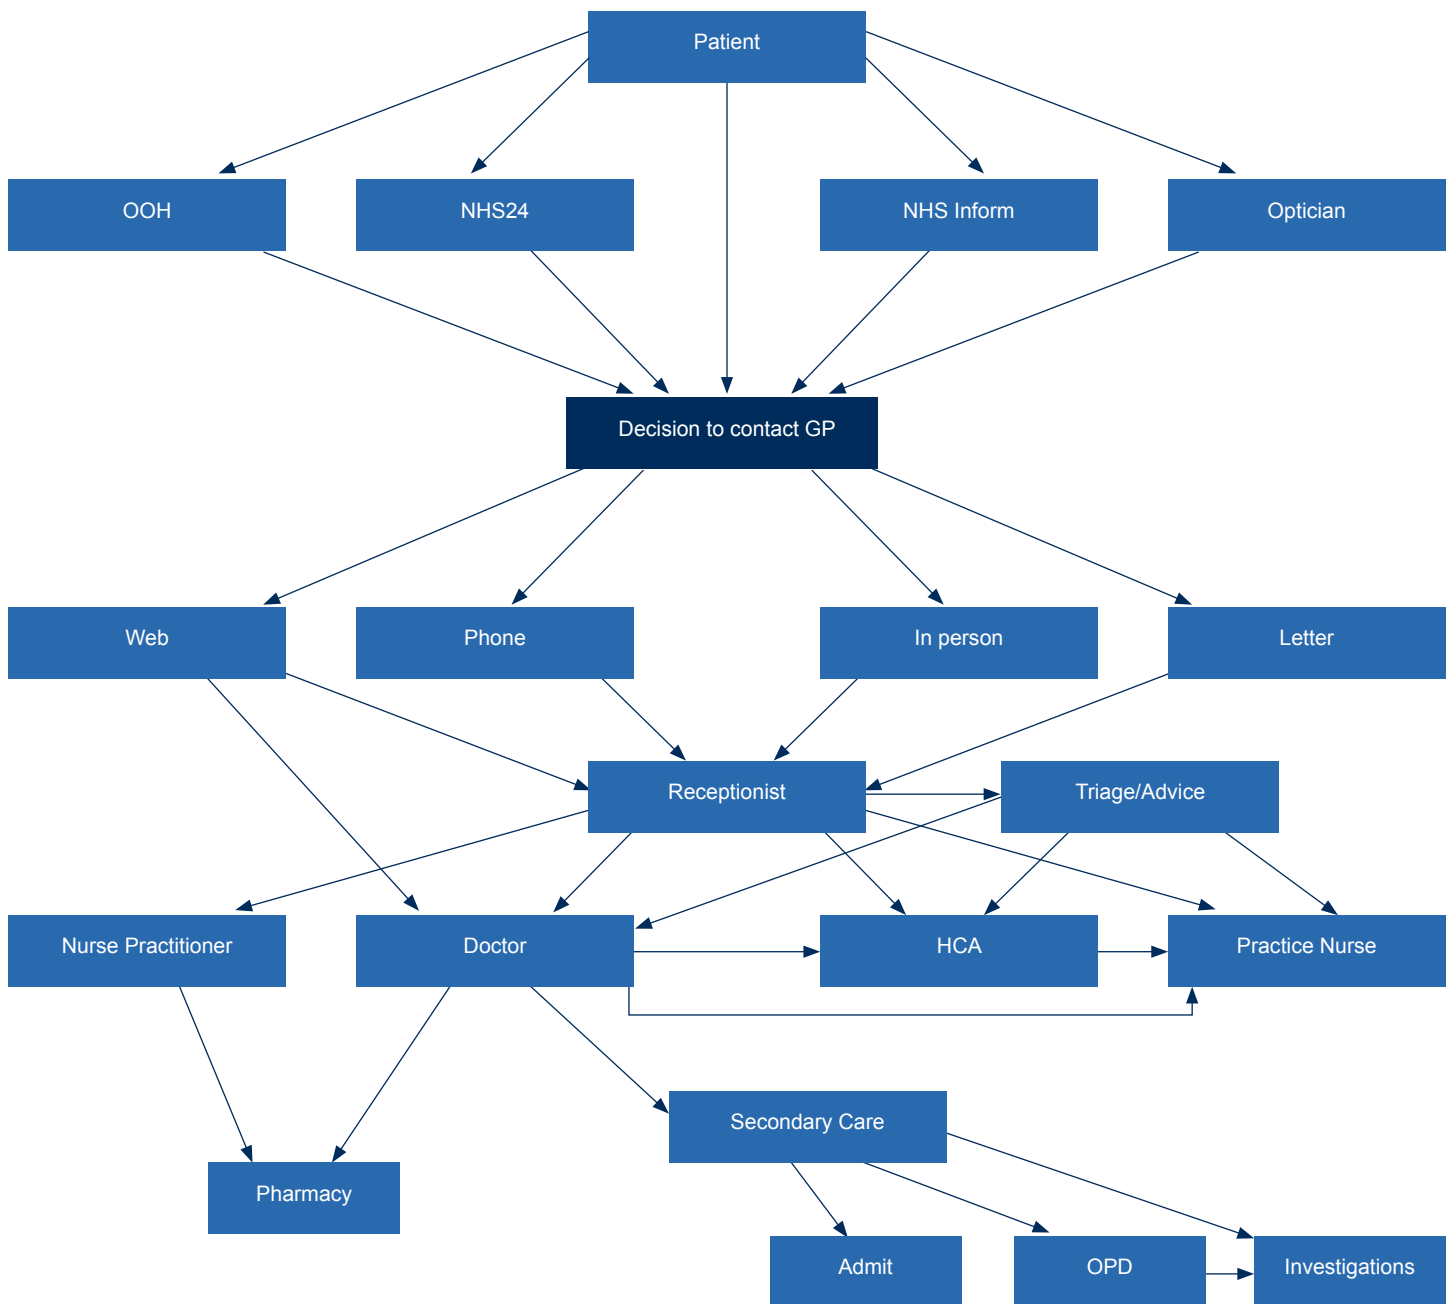 Patient
OOH
NHS24
NHS Inform
Optician
Decision to contact GP
Web
Phone
In person
Letter
Receptionist
Triage/Advice
Nurse Practitioner
Doctor
HCA
Practice Nurse
Secondary Care
Pharmacy
Admit
OPD
Investigations